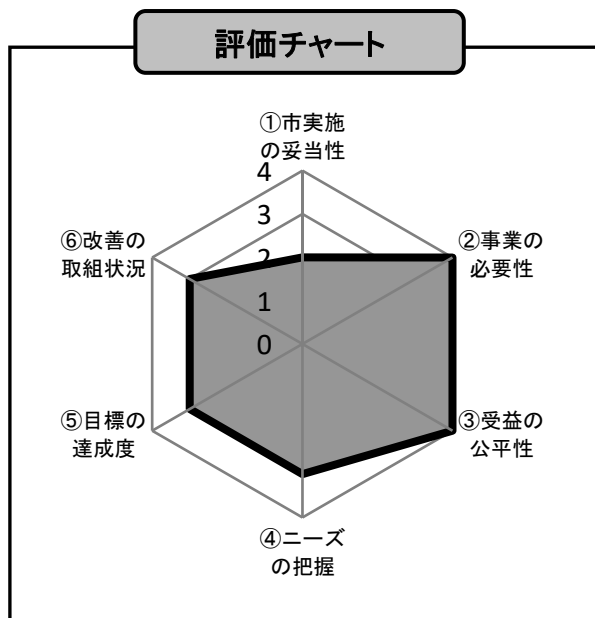 評価チャート
①市実施
の妥当性
4
3
2
1
0
②事業の
必要性
③受益の
公平性
④ニーズ
の把握
⑤目標の
達成度
⑥改善の
取組状況